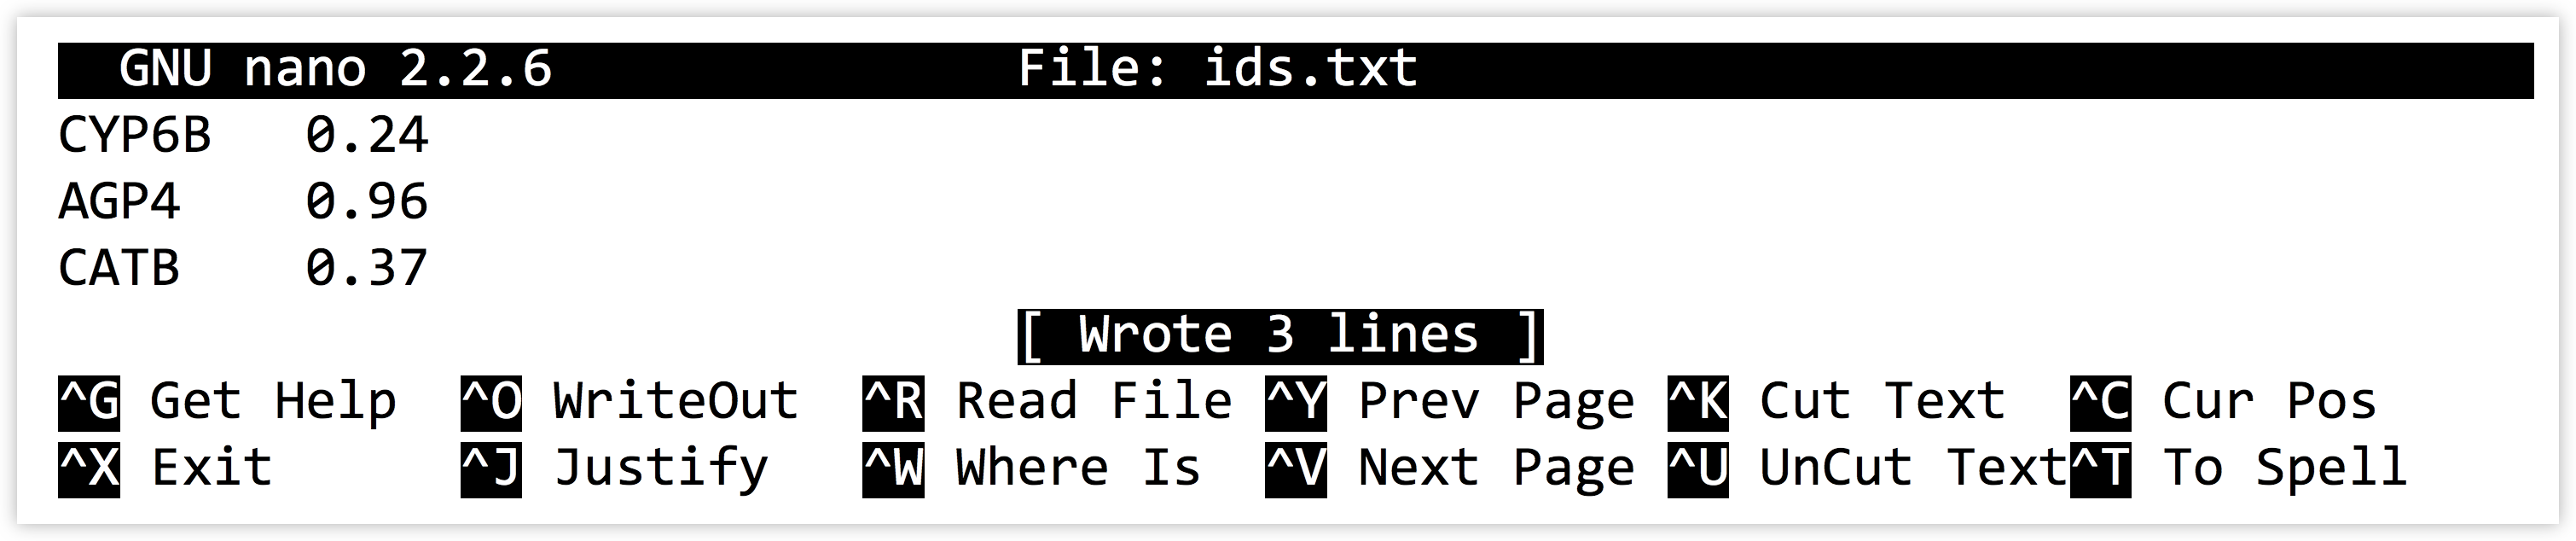 GNU nano 2.2.6 File: ids.txt
CYP6B 0.24
AGP4 0.96
CATB 0.37
[ Wrote 3 lines ]
^G Get Help ^O WriteOut ^R Read File ^Y Prev Page ^K Cut Text ^C Cur Pos
^X Exit ^J Justify ^W Where Is ^V Next Page ^U UnCut Text ^T To Spell